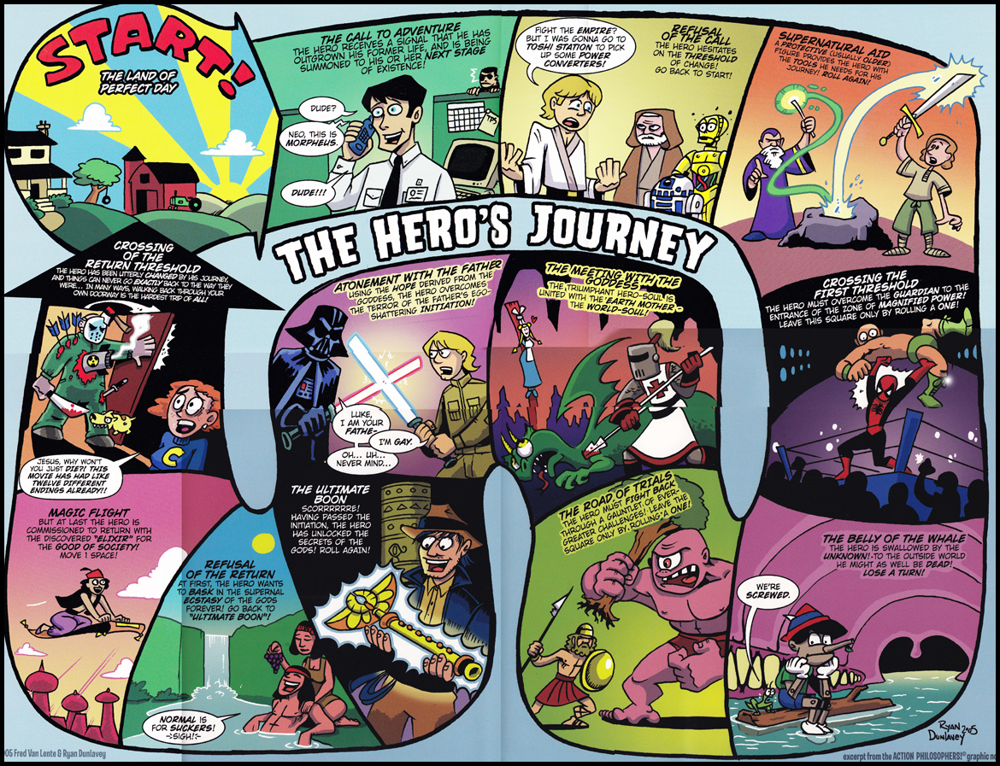 START!
THE LAND OF
PERFECT DAY
THE CALL TO ADVENTURE
THE HERO RECEIVES A SIGNAL THAT HE HAS
OUTGROWN HIS FORMER LIFE, AND IS BEING
SUMMONED TO HIS OR HER NEXT STAGE
OF EXISTENCE!
DUDE?
NEO, THIS IS
MORPHEUS.
DUDE!!!
FIGHT THE EMPIRE?
BUT I WAS GONNA GO TO
TOSHI STATION TO PICK
UP SOME POWER
CONVERTERS!
REFUSAL
OF THE CALL
THE HERO HESITATES
ON THE THRESHOLD
OF CHANGE!
GO BACK TO START!
SUPERNATURAL AID
A PROTECTIVE (USUALLY OLDER)
FIGURE PROVIDES THE HERO WITH
THE TOOLS HE NEEDS FOR HIS
JOURNEY! ROLL AGAIN!
THE HERO'S JOURNEY
CROSSING THE
FIRST THRESHOLD
THE HERO MUST OVERCOME THE GUARDIAN TO THE
ENTRANCE OF THE ZONE OF MAGNIFIED POWER!
LEAVE THIS SQUARE ONLY BY ROLLING A ONE!
THE BELLY OF THE WHALE
THE HERO IS SWALLOWED BY THE
UNKNOWN!-TO THE OUTSIDE WORLD
HE MIGHT AS WELL BE DEAD!
LOSE A TURN!
WE'RE
SCREWED.
THE ROAD OF TRIALS
THE HERO MUST FIGHT BACK
THROUGH A GAUNTLET OF EVER-
GREATER CHALLENGES! LEAVE THE
SQUARE ONLY BY ROLLING A ONE!
THE MEETING WITH THE
GODDESS
THE TRIUMPHANT HERO-SOUL IS
UNITED WITH THE EARTH MOTHER-
THE WORLD-SOUL!
ATONEMENT WITH THE FATHER
USING THE HOPE DERIVED FROM THE
GODDESS, THE HERO OVERCOMES
THE TERROR OF THE FATHER'S EGO-
SHATTERING INITIATION!
LUKE,
I AM YOUR
FATHE-
I'M GAY.
OH... UH...
NEVER MIND...
THE ULTIMATE
BOON
SCORRRRRRE!
HAVING PASSED THE
INITIATION, THE HERO
HAS UNLOCKED THE
SECRETS OF THE
GODS! ROLL AGAIN!
REFUSAL
OF THE RETURN
AT FIRST, THE HERO WANTS
TO BASK IN THE SUPERNAL
ECSTASY OF THE GODS
FOREVER! GO BACK TO
"ULTIMATE BOON"!
NORMAL IS
FOR SUCKERS!
-SIGH!-
MAGIC FLIGHT
BUT AT LAST THE HERO IS
COMMISSIONED TO RETURN WITH
THE DISCOVERED "ELIXIR" FOR
THE GOOD OF SOCIETY!
MOVE 1 SPACE!
CROSSING
OF THE
RETURN THRESHOLD
THE HERO HAS BEEN UTTERLY CHANGED BY HIS JOURNEY,
AND THINGS CAN NEVER GO EXACTLY BACK TO THE WAY THEY
WERE... IN MANY WAYS, WALKING BACK THROUGH YOUR
OWN DOORWAY IS THE HARDEST TRIP OF ALL!
C
JESUS, WHY WON'T
YOU JUST DIE?! THIS
MOVIE HAS HAD LIKE
TWELVE DIFFERENT
ENDINGS ALREADY!!
RYAN
DUNLAVEY 2005
05 Fred Van Lente & Ryan Dunlavey
excerpt from the ACTION PHILOSOPHERS!® graphic no